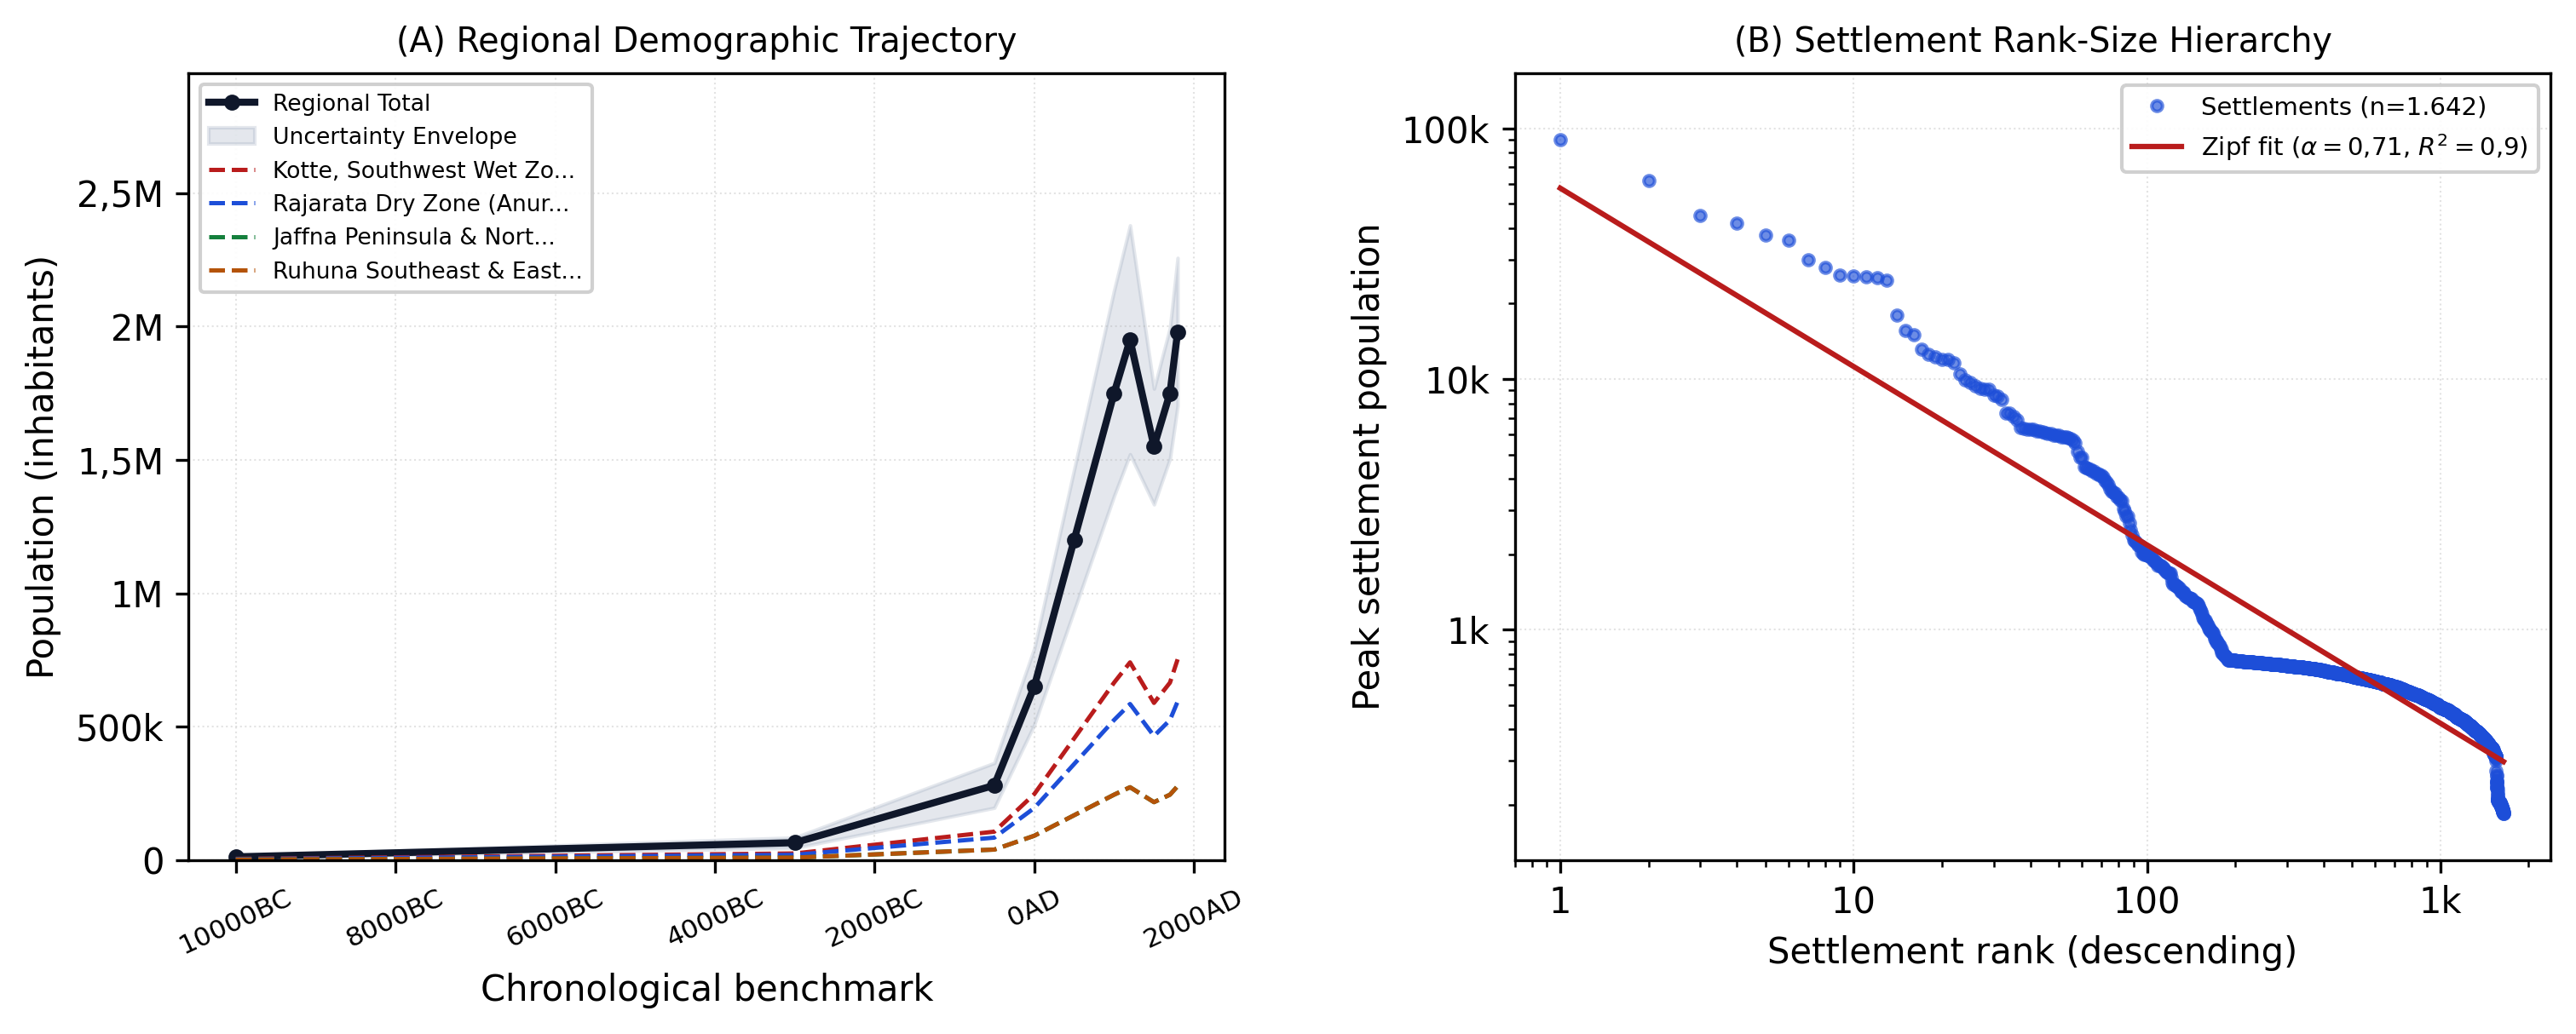 (A) Regional Demographic Trajectory
Population (inhabitants)
2,5M
2M
1,5M
1M
500k
0
Regional Total
Uncertainty Envelope
Kotte, Southwest Wet Zo...
Rajarata Dry Zone (Anur...
Jaffna Peninsula & Nort...
Ruhuna Southeast & East...
10000BC
8000BC
6000BC
4000BC
2000BC
0AD
2000AD
Chronological benchmark
(B) Settlement Rank-Size Hierarchy
Peak settlement population
100k
10k
1k
Settlements (n=1.642)
Zipf fit (α = 0,71, R² = 0,9)
1
10
100
1k
Settlement rank (descending)